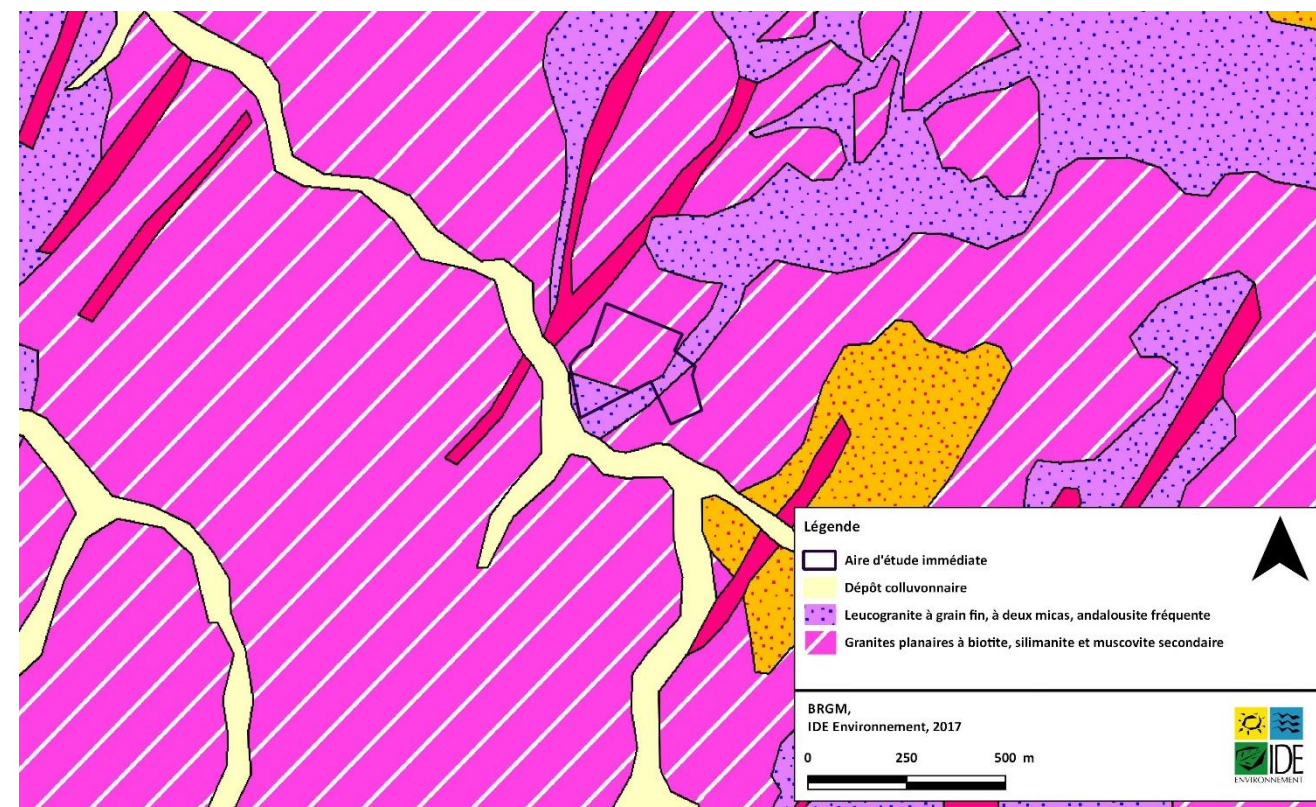 Légende
Aire d'étude immédiate
Dépôt colluvonnaire
Leucogranite à grain fin, à deux micas, andalousite fréquente
Granites planaires à biotite, silimanite et muscovite secondaire
BRGM,
IDE Environnement, 2017
0 250 500 m
IDE
ENVIRONNEMENT